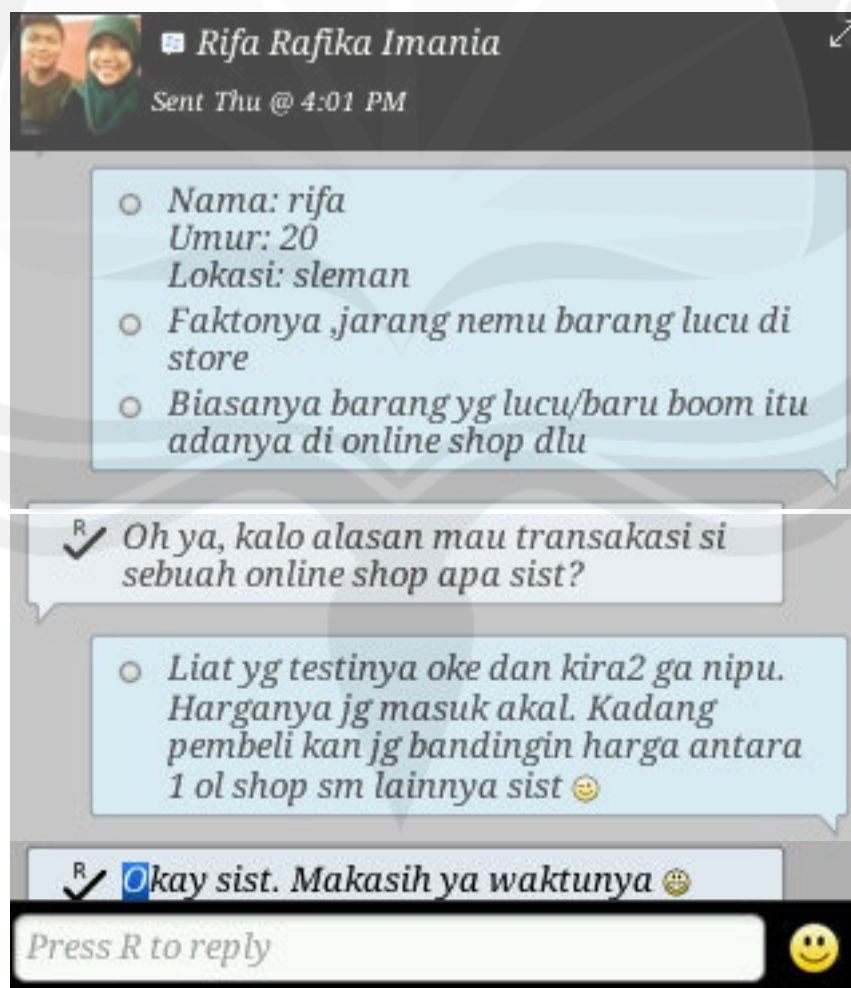 Rifa Rafika Imania
Sent Thu @ 4:01 PM
Nama: rifa
Umur: 20
Lokasi: sleman
Faktonya ,jarang nemu barang lucu di
store
Biasanya barang yg lucu/baru boom itu
adanya di online shop dlu
R Oh ya, kalo alasan mau transakasi si
sebuah online shop apa sist?
Liat yg testinya oke dan kira2 ga nipu.
Harganya jg masuk akal. Kadang
pembeli kan jg bandingin harga antara
1 ol shop sm lainnya sist
R Okay sist. Makasih ya waktunya
Press R to reply